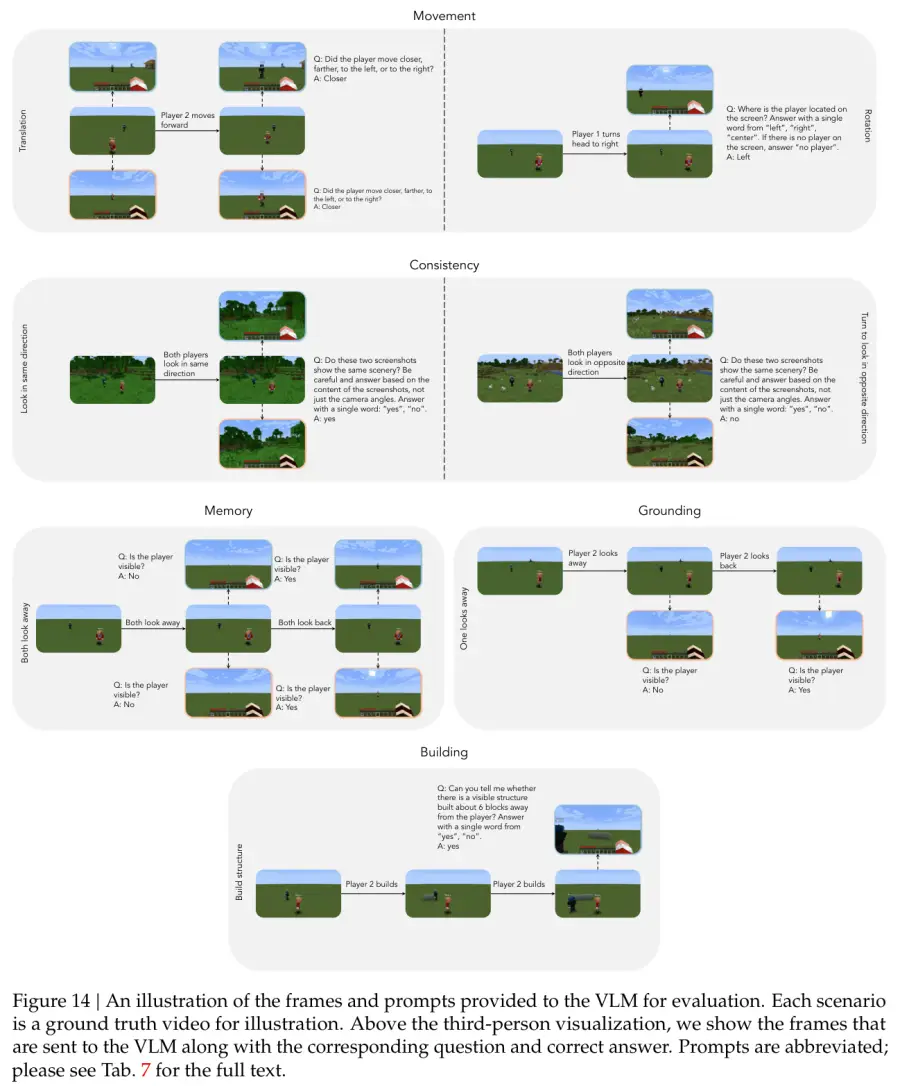 Movement
Translation
Player 2 moves
forward
Q: Did the player move closer,
farther, to the left, or to the right?
A: Closer
Q: Did the player move closer, farther, to
the left, or to the right?
A: Closer
Player 1 turns
head to right
Q: Where is the player located on
the screen? Answer with a single
word from “left”, “right”,
“center”. If there is no player on
the screen, answer “no player”.
A: Left
Rotation
Consistency
Look in same direction
Both players
look in same
direction
Q: Do these two screenshots
show the same scenery? Be
careful and answer based on the
content of the screenshots, not
just the camera angles. Answer
with a single word: “yes”, “no”.
A: yes
Both players
look in opposite
direction
Q: Do these two screenshots
show the same scenery? Be
careful and answer based on the
content of the screenshots, not
just the camera angles. Answer
with a single word: “yes”, “no”.
A: no
Turn to look in opposite direction
Memory
Both look away
Q: Is the player
visible?
A: No
Q: Is the player
visible?
A: Yes
Both look away
Both look back
Q: Is the player
visible?
A: No
Q: Is the player
visible?
A: Yes
Grounding
One looks away
Player 2 looks
away
Player 2 looks
back
Q: Is the player
visible?
A: No
Q: Is the player
visible?
A: Yes
Building
Build structure
Q: Can you tell me whether
there is a visible structure
built about 6 blocks away
from the player? Answer
with a single word from
“yes”, “no”.
A: yes
Player 2 builds
Player 2 builds
Figure 14 | An illustration of the frames and prompts provided to the VLM for evaluation. Each scenario
is a ground truth video for illustration. Above the third-person visualization, we show the frames that
are sent to the VLM along with the corresponding question and correct answer. Prompts are abbreviated;
please see Tab. 7 for the full text.